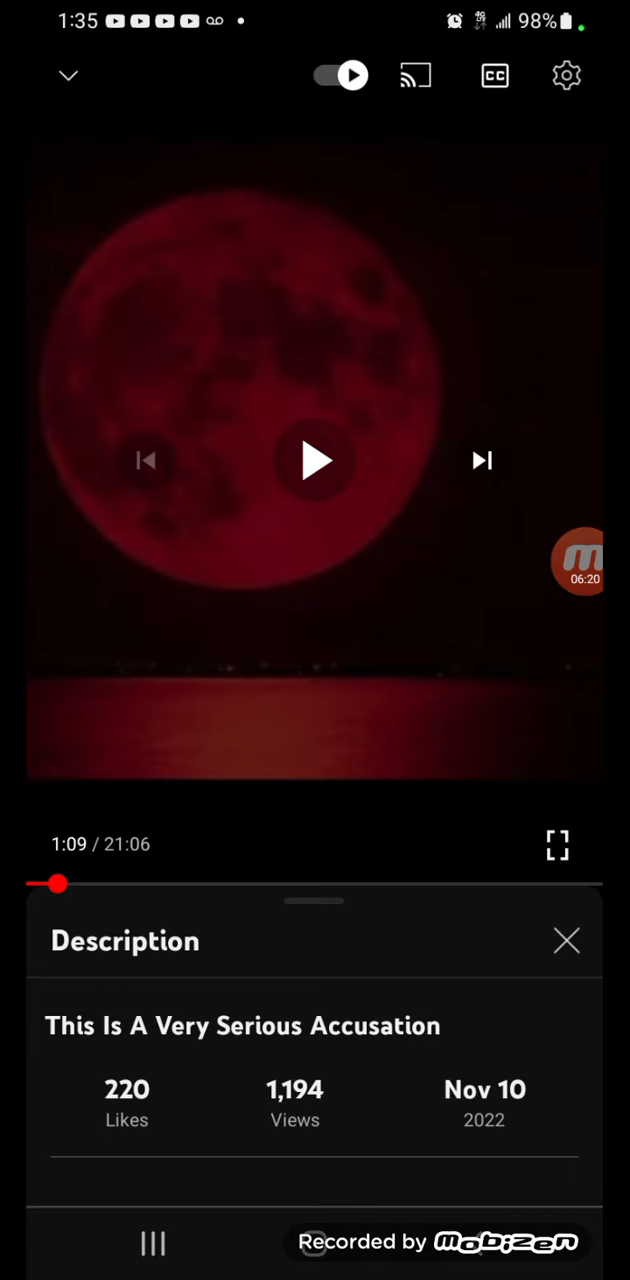 1:35 98%
CC
m
06:20
1:09 / 21:06
Description
This Is A Very Serious Accusation
220 1,194 Nov 10
Likes Views 2022
Recorded by mobizen